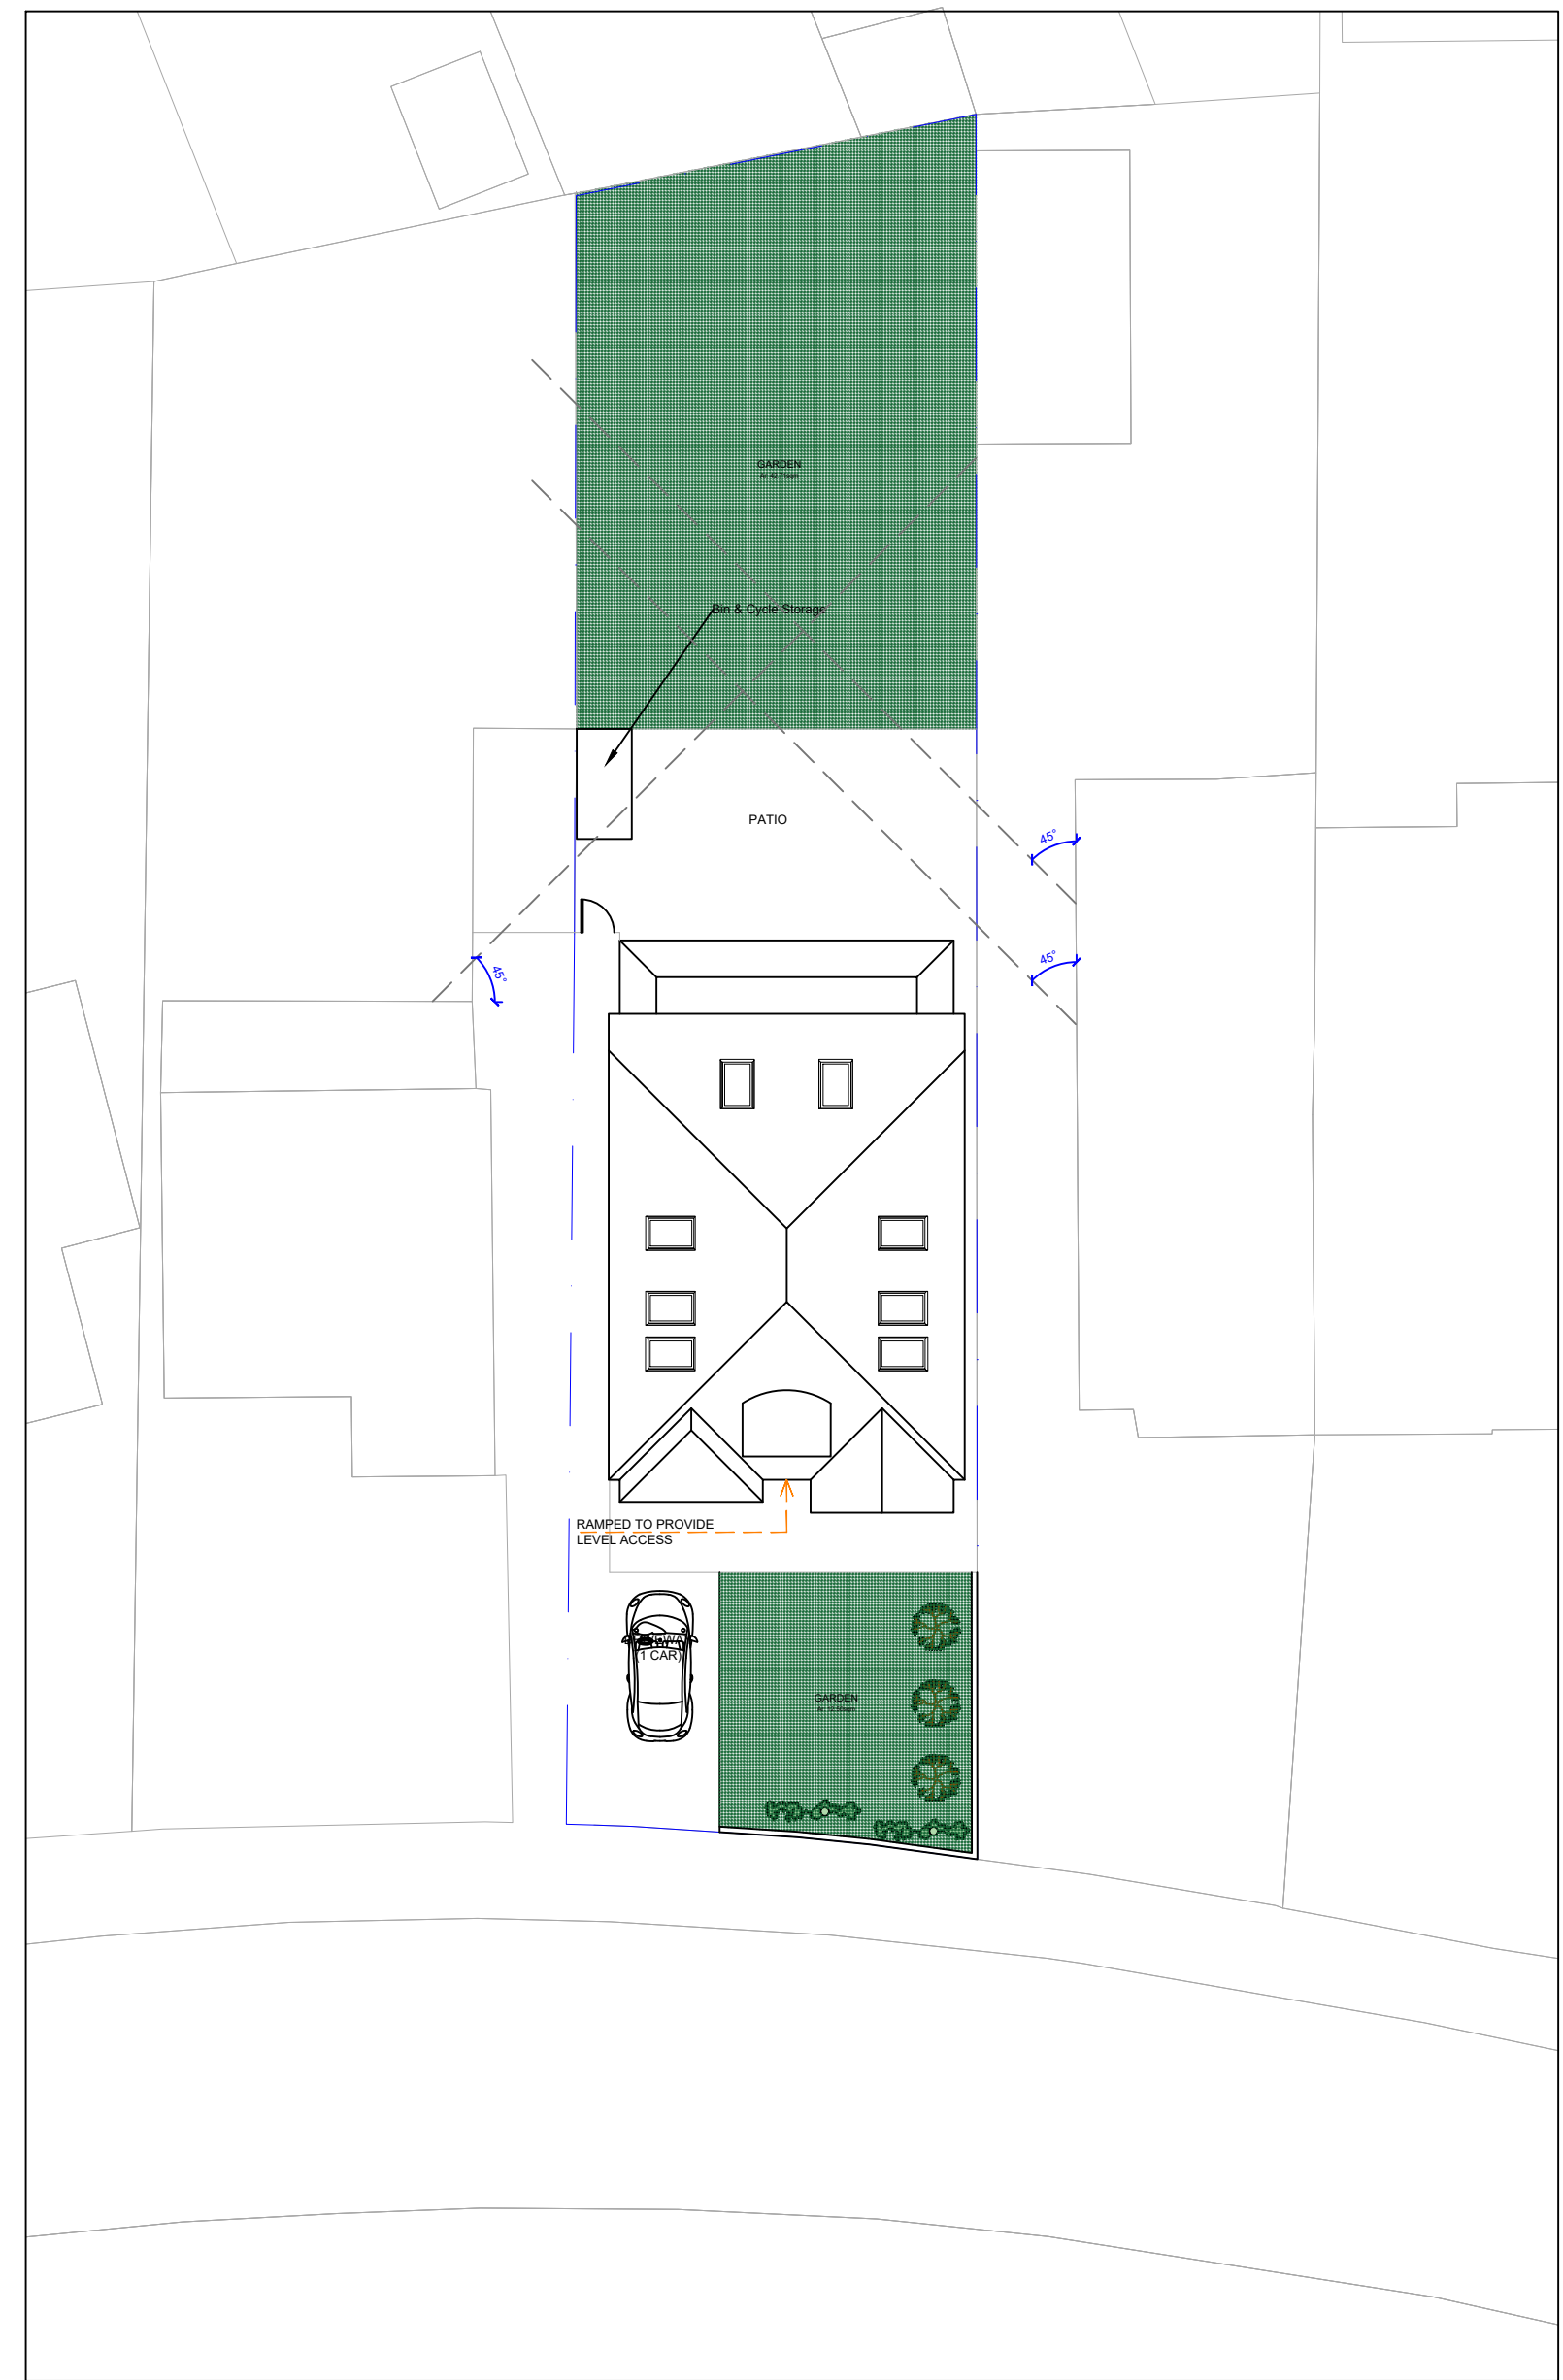 GARDEN
Bin & Cycle Storage
PATIO
45°
45°
45°
RAMPED TO PROVIDE
LEVEL ACCESS
(1 CAR)
GARDEN